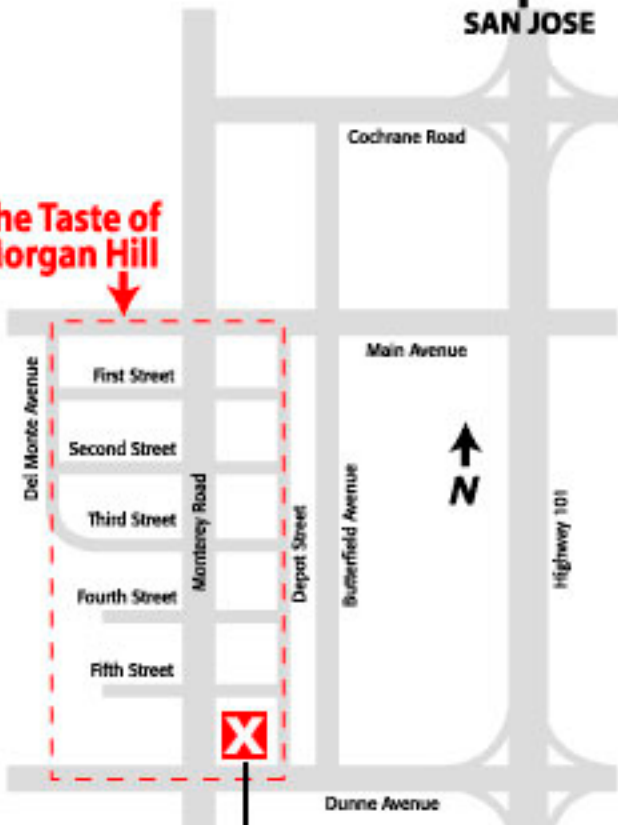 SAN JOSE
Cochrane Road
he Taste of
organ Hill
Main Avenue
First Street
Del Monte Avenue
Second Street
Monterey Road
Third Street
Depot Street
Butterfield Avenue
N
Highway 101
Fourth Street
Fifth Street
X
Dunne Avenue